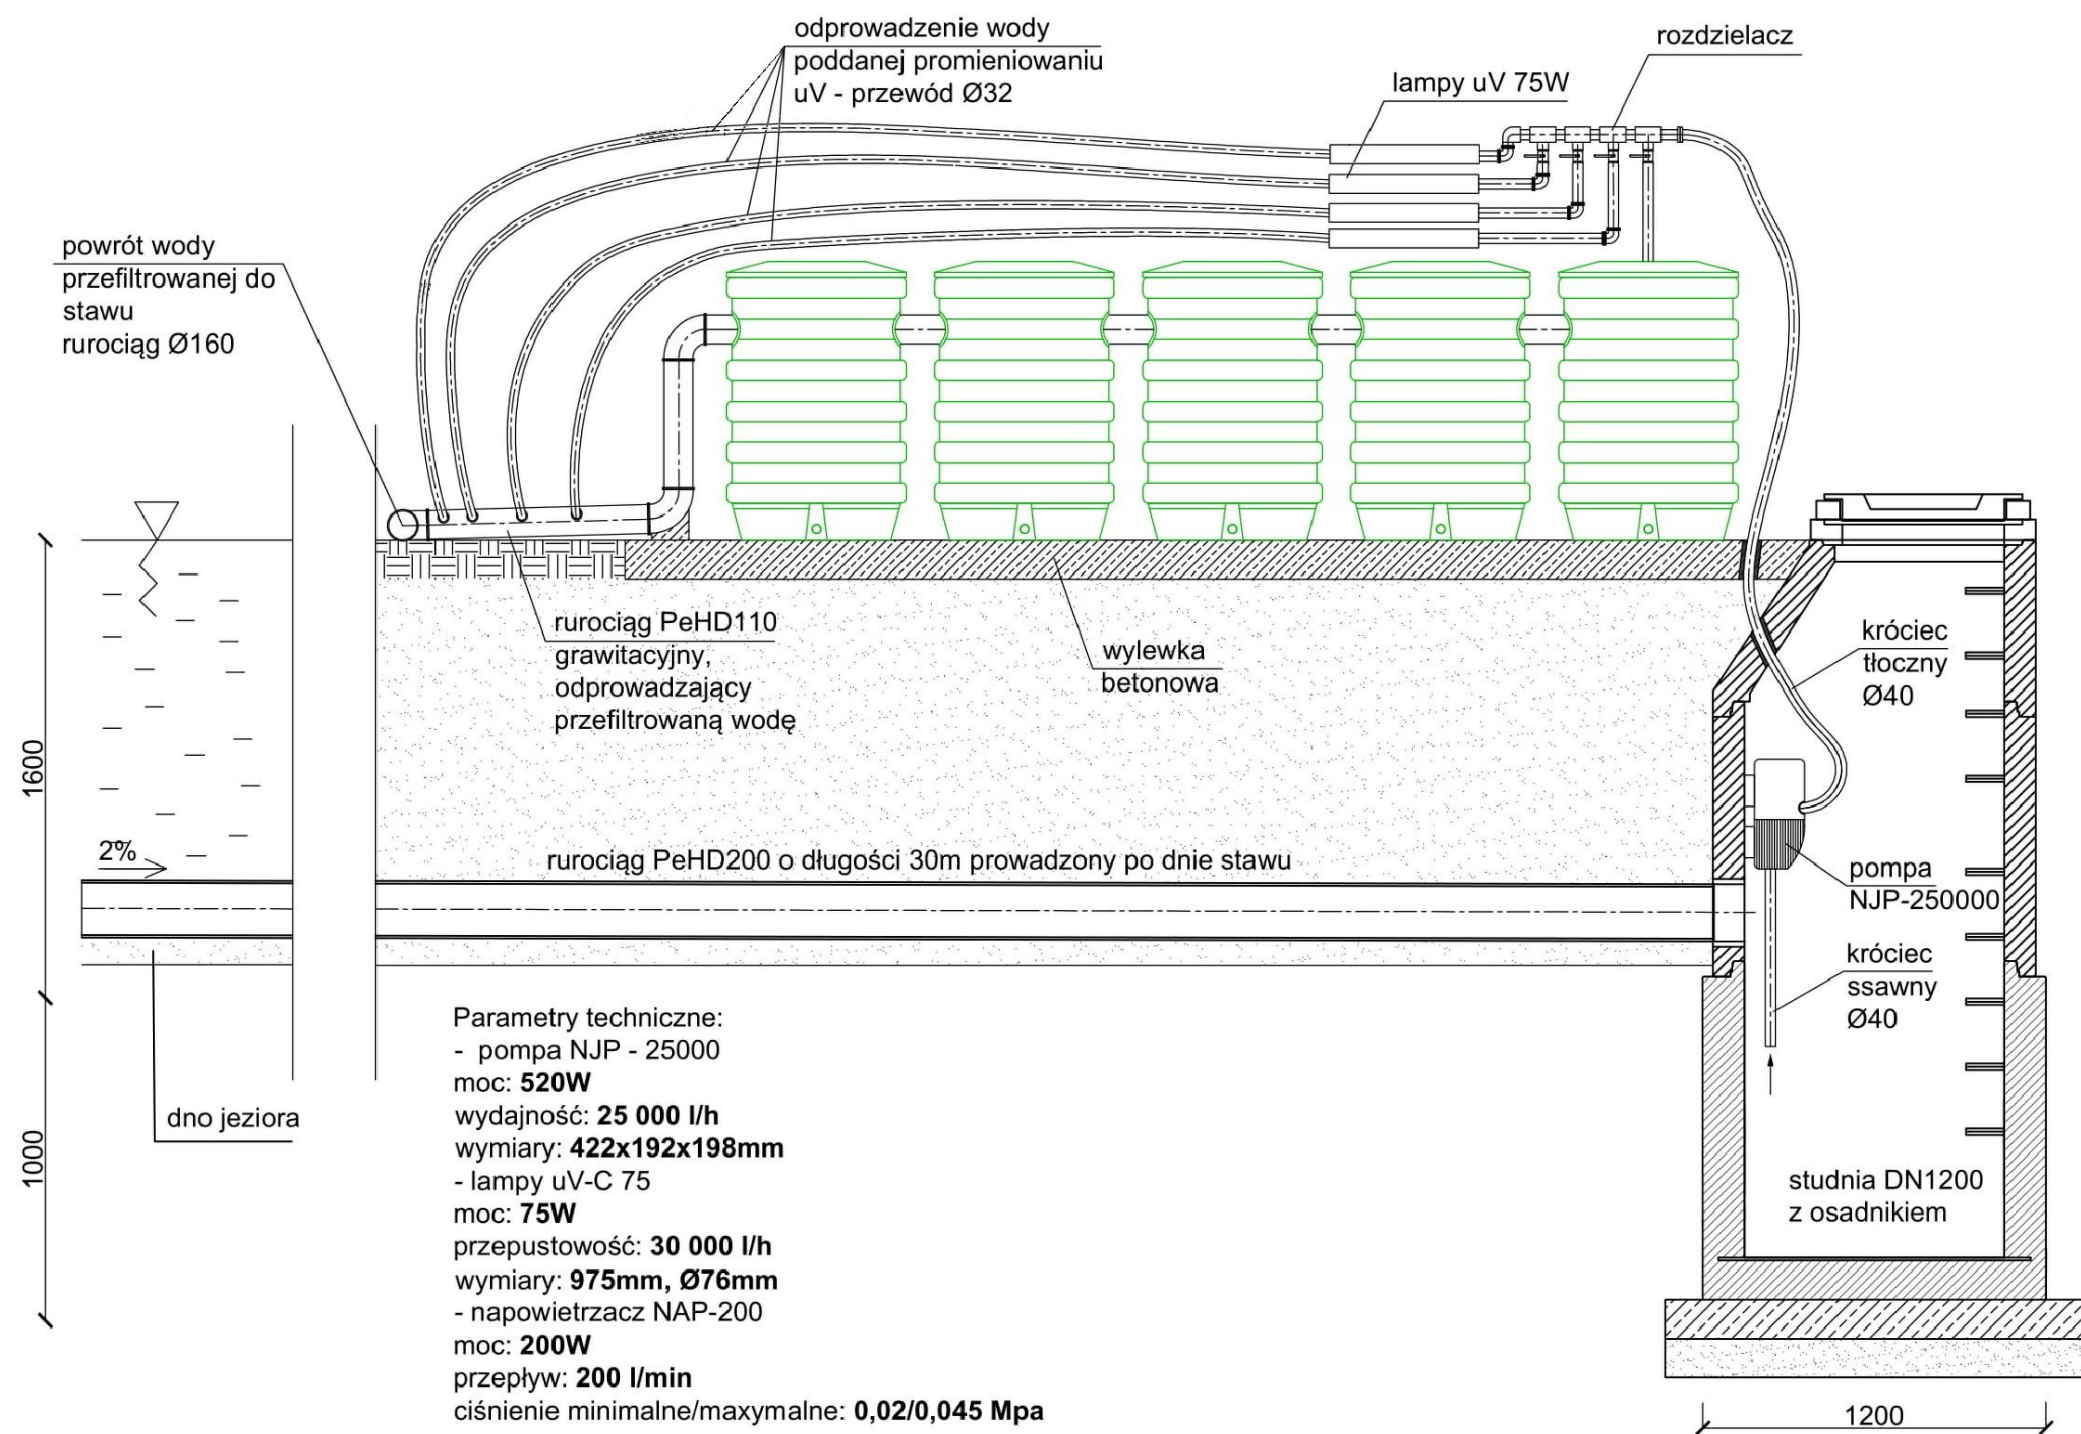 odprowadzenie wody
poddanej promieniowaniu
uV - przewód Ø32
rozdzielacz
lampy uV 75W
powrót wody
przefiltrowanej do
stawu
rurociąg Ø160
rurociąg PeHD110
grawitacyjny,
odprowadzający
przefiltrowaną wodę
wylewka
betonowa
króciec
tłoczny
Ø40
1600
2%
rurociąg PeHD200 o długości 30m prowadzony po dnie stawu
pompa
NJP-250000
króciec
ssawny
Ø40
dno jeziora
1000
Parametry techniczne:
- pompa NJP - 25000
moc: 520W
wydajność: 25 000 l/h
wymiary: 422x192x198mm
- lampy uV-C 75
moc: 75W
przepustowość: 30 000 l/h
wymiary: 975mm, Ø76mm
- napowietrzacz NAP-200
moc: 200W
przepływ: 200 l/min
ciśnienie minimalne/maxymalne: 0,02/0,045 Mpa
studnia DN1200
z osadnikiem
1200